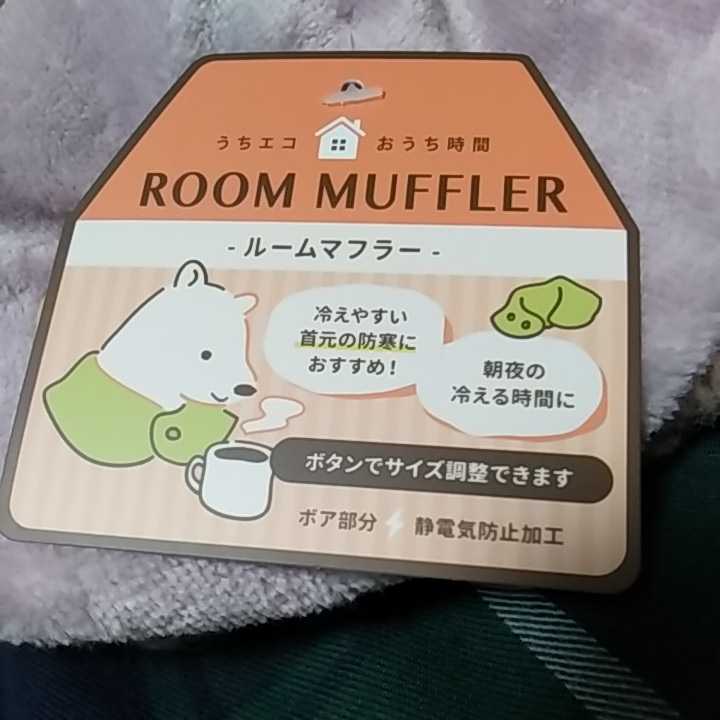 うちエコ おうち時間
ROOM MUFFLER
- ルームマフラー -
冷えやすい
首元の防寒に
おすすめ!
朝夜の
冷える時間に
ボタンでサイズ調整できます
ボア部分 静電気防止加工